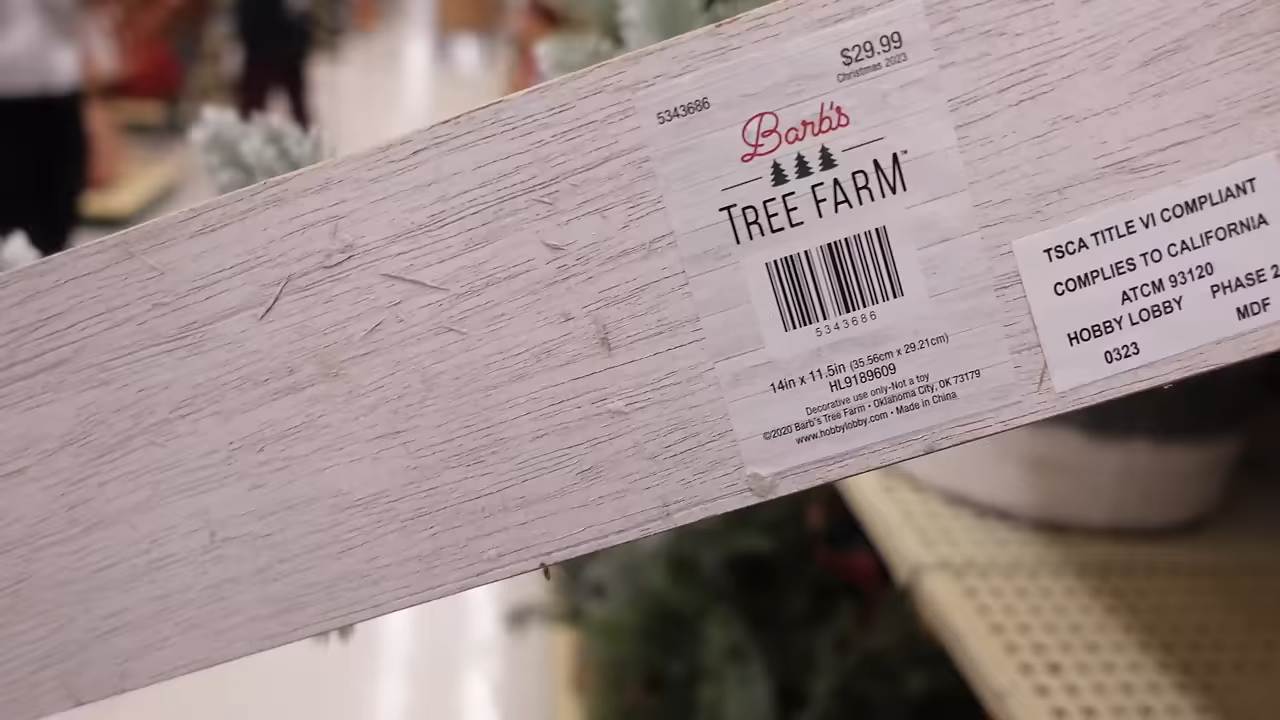 $29.99
Christmas 2023
5343686
Barb's
TREE FARM™
5343686
14in x 11.5in (35.56cm x 29.21cm)
HL9189609
Decorative use only-Not a toy
©2020 Barb's Tree Farm • Oklahoma City, OK 73179
www.hobbylobby.com • Made in China
TSCA TITLE VI COMPLIANT
COMPLIES TO CALIFORNIA
ATCM 93120 PHASE 2
HOBBY LOBBY MDF
0323